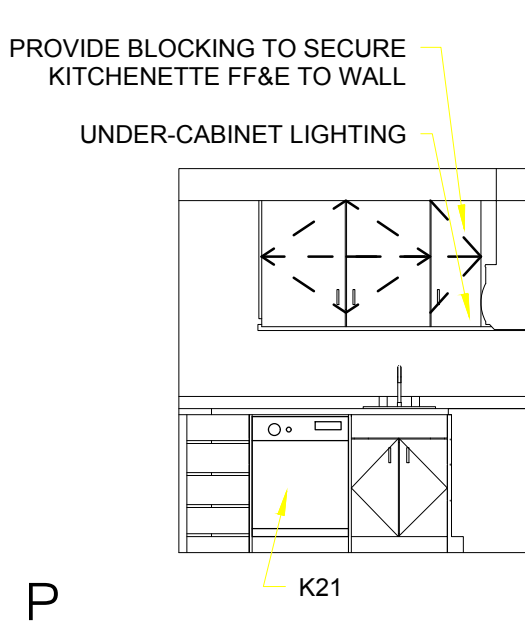 PROVIDE BLOCKING TO SECURE
KITCHENETTE FF&E TO WALL
UNDER-CABINET LIGHTING
K21
P